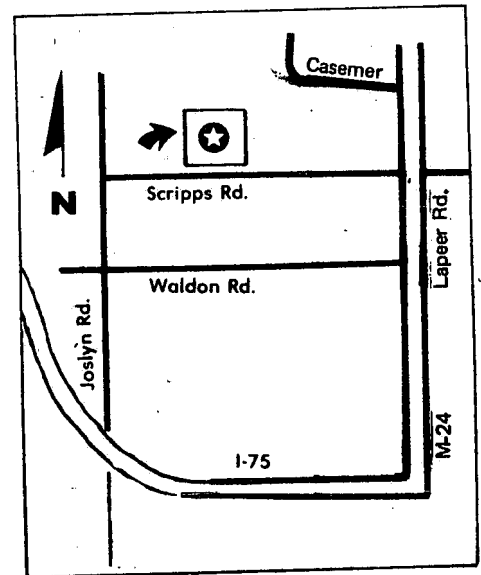 Casemer
N
Scripps Rd.
Lapeer Rd.
Waldon Rd.
Joslyn Rd.
I-75
M-24